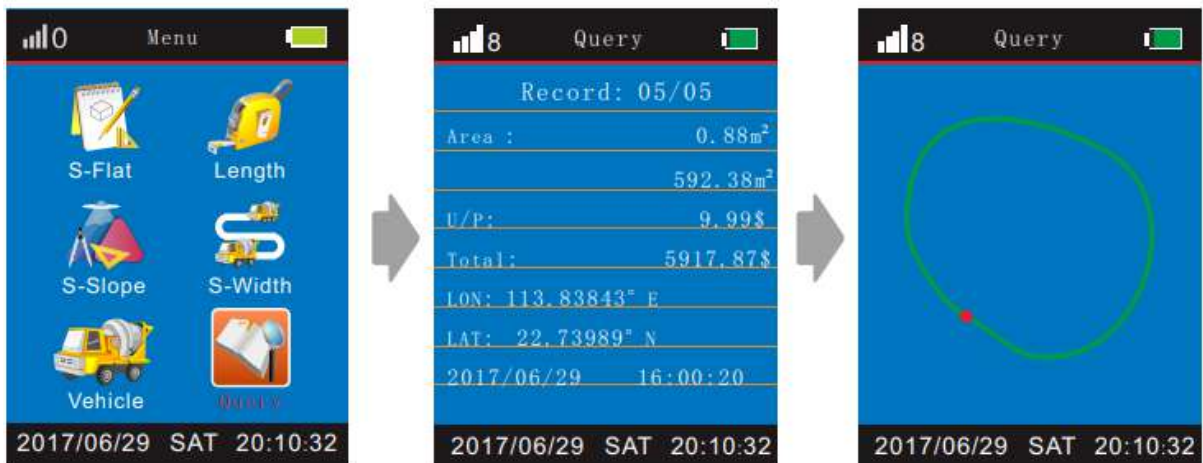 0 Menu
S-Flat Length
S-Slope S-Width
Vehicle Query
2017/06/29 SAT 20:10:32
8 Query
Record: 05/05
Area : 0.88m²
592.38m²
U/P: 9.99$
Total: 5917.87$
LON: 113.83843° E
LAT: 22.73989° N
2017/06/29 16:00:20
2017/06/29 SAT 20:10:32
8 Query
2017/06/29 SAT 20:10:32